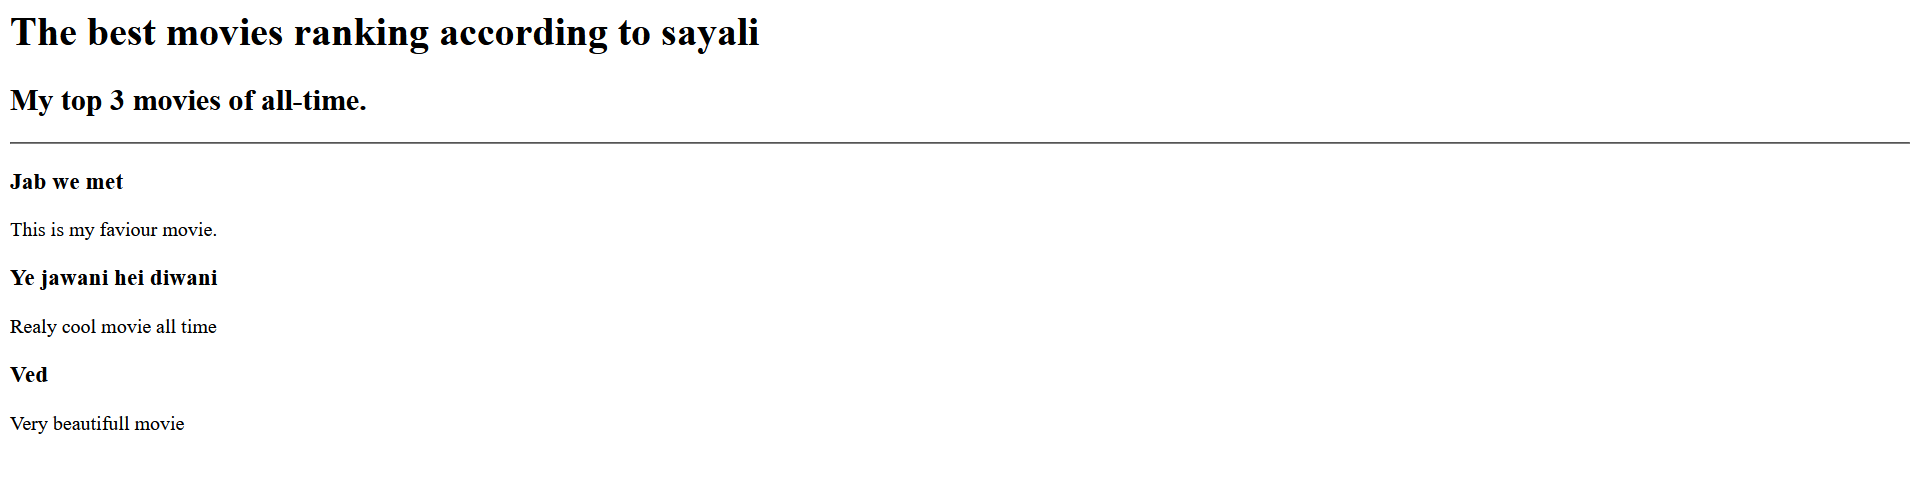 The best movies ranking according to sayali
My top 3 movies of all-time.
Jab we met
This is my faviour movie.
Ye jawani hei diwani
Realy cool movie all time
Ved
Very beautifull movie